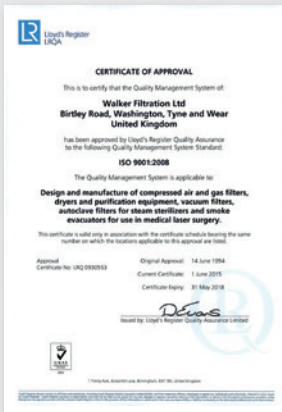 Lloyd's Register
LRQA
CERTIFICATE OF APPROVAL
This is to certify that the Quality Management System of:
Walker Filtration Ltd
Birtley Road, Washington, Tyne and Wear
United Kingdom
has been approved by Lloyd's Register Quality Assurance
to the following Quality Management System Standard:
ISO 9001:2008
The Quality Management System is applicable to:
Design and manufacture of compressed air and gas filters,
dryers and purification equipment, vacuum filters,
autoclave filters for steam sterilizers and smoke
evacuators for use in medical laser surgery.
This certificate is valid only in association with the certificate schedule bearing the same
number on which the locations applicable to this approval are listed.
Approval
Certificate No: LRQ 0930553
Original Approval: 14 June 1994
Current Certificate: 1 June 2015
Certificate Expiry: 31 May 2018
D Evans
Issued by: Lloyd's Register Quality Assurance Limited
UKAS